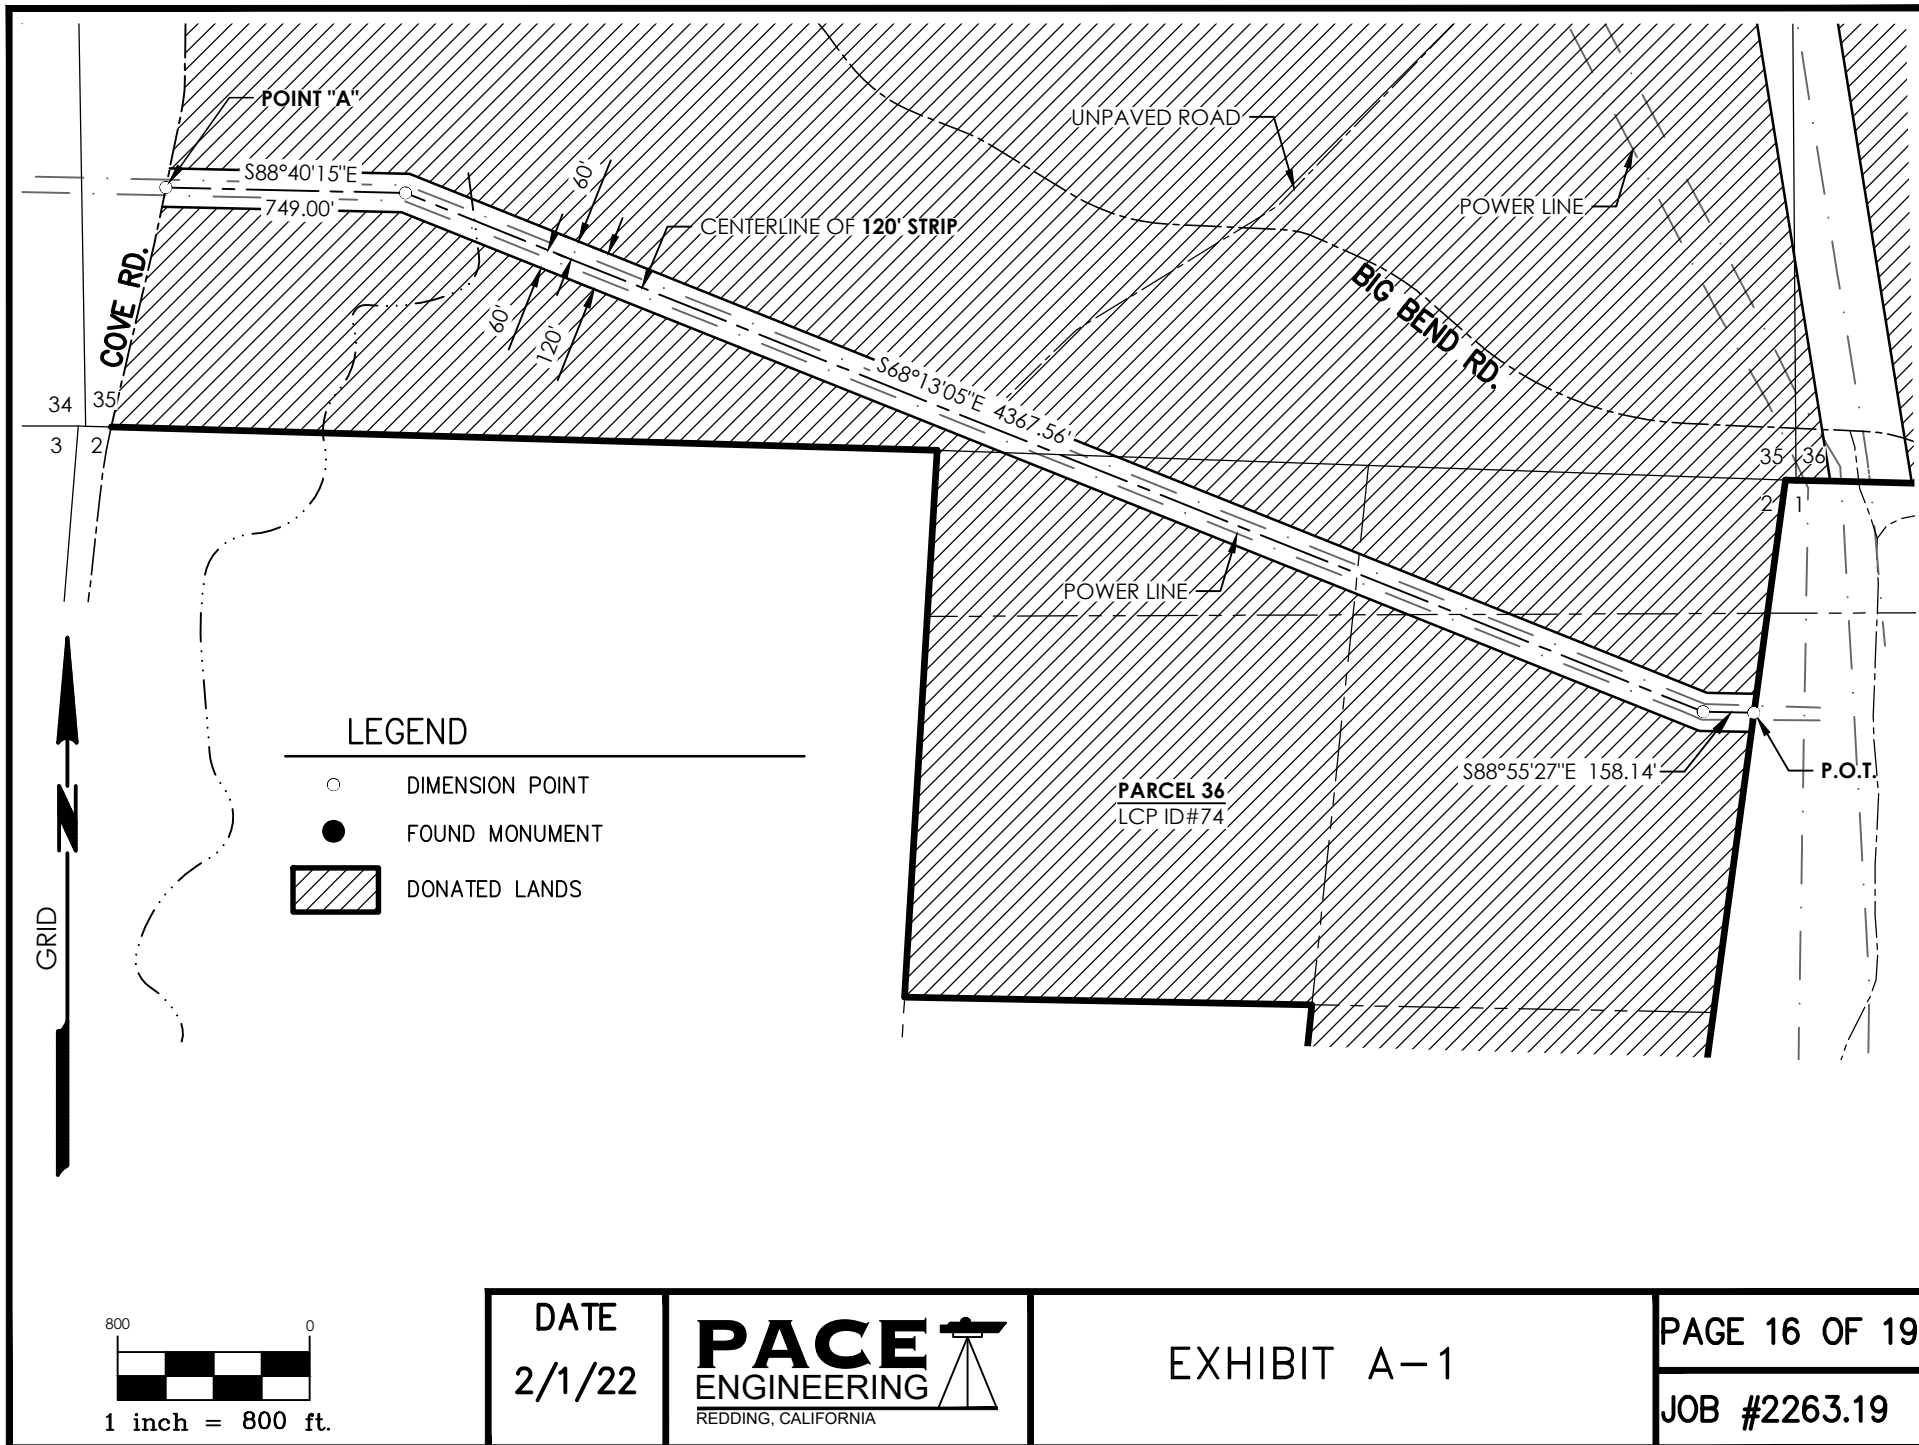 POINT "A"
S88°40'15"E
749.00'
60'
60'
120'
CENTERLINE OF 120' STRIP
UNPAVED ROAD
POWER LINE
COVE RD.
BIG BEND RD.
S68°13'05"E 4367.56'
34
35
3
2
35
36
2
1
POWER LINE
S88°55'27"E 158.14'
P.O.T.
PARCEL 36
LCP ID#74
LEGEND
DIMENSION POINT
FOUND MONUMENT
DONATED LANDS
N
GRID
800
0
1 inch = 800 ft.
DATE
2/1/22
PACE
ENGINEERING
REDDING, CALIFORNIA
EXHIBIT A-1
PAGE 16 OF 19
JOB #2263.19